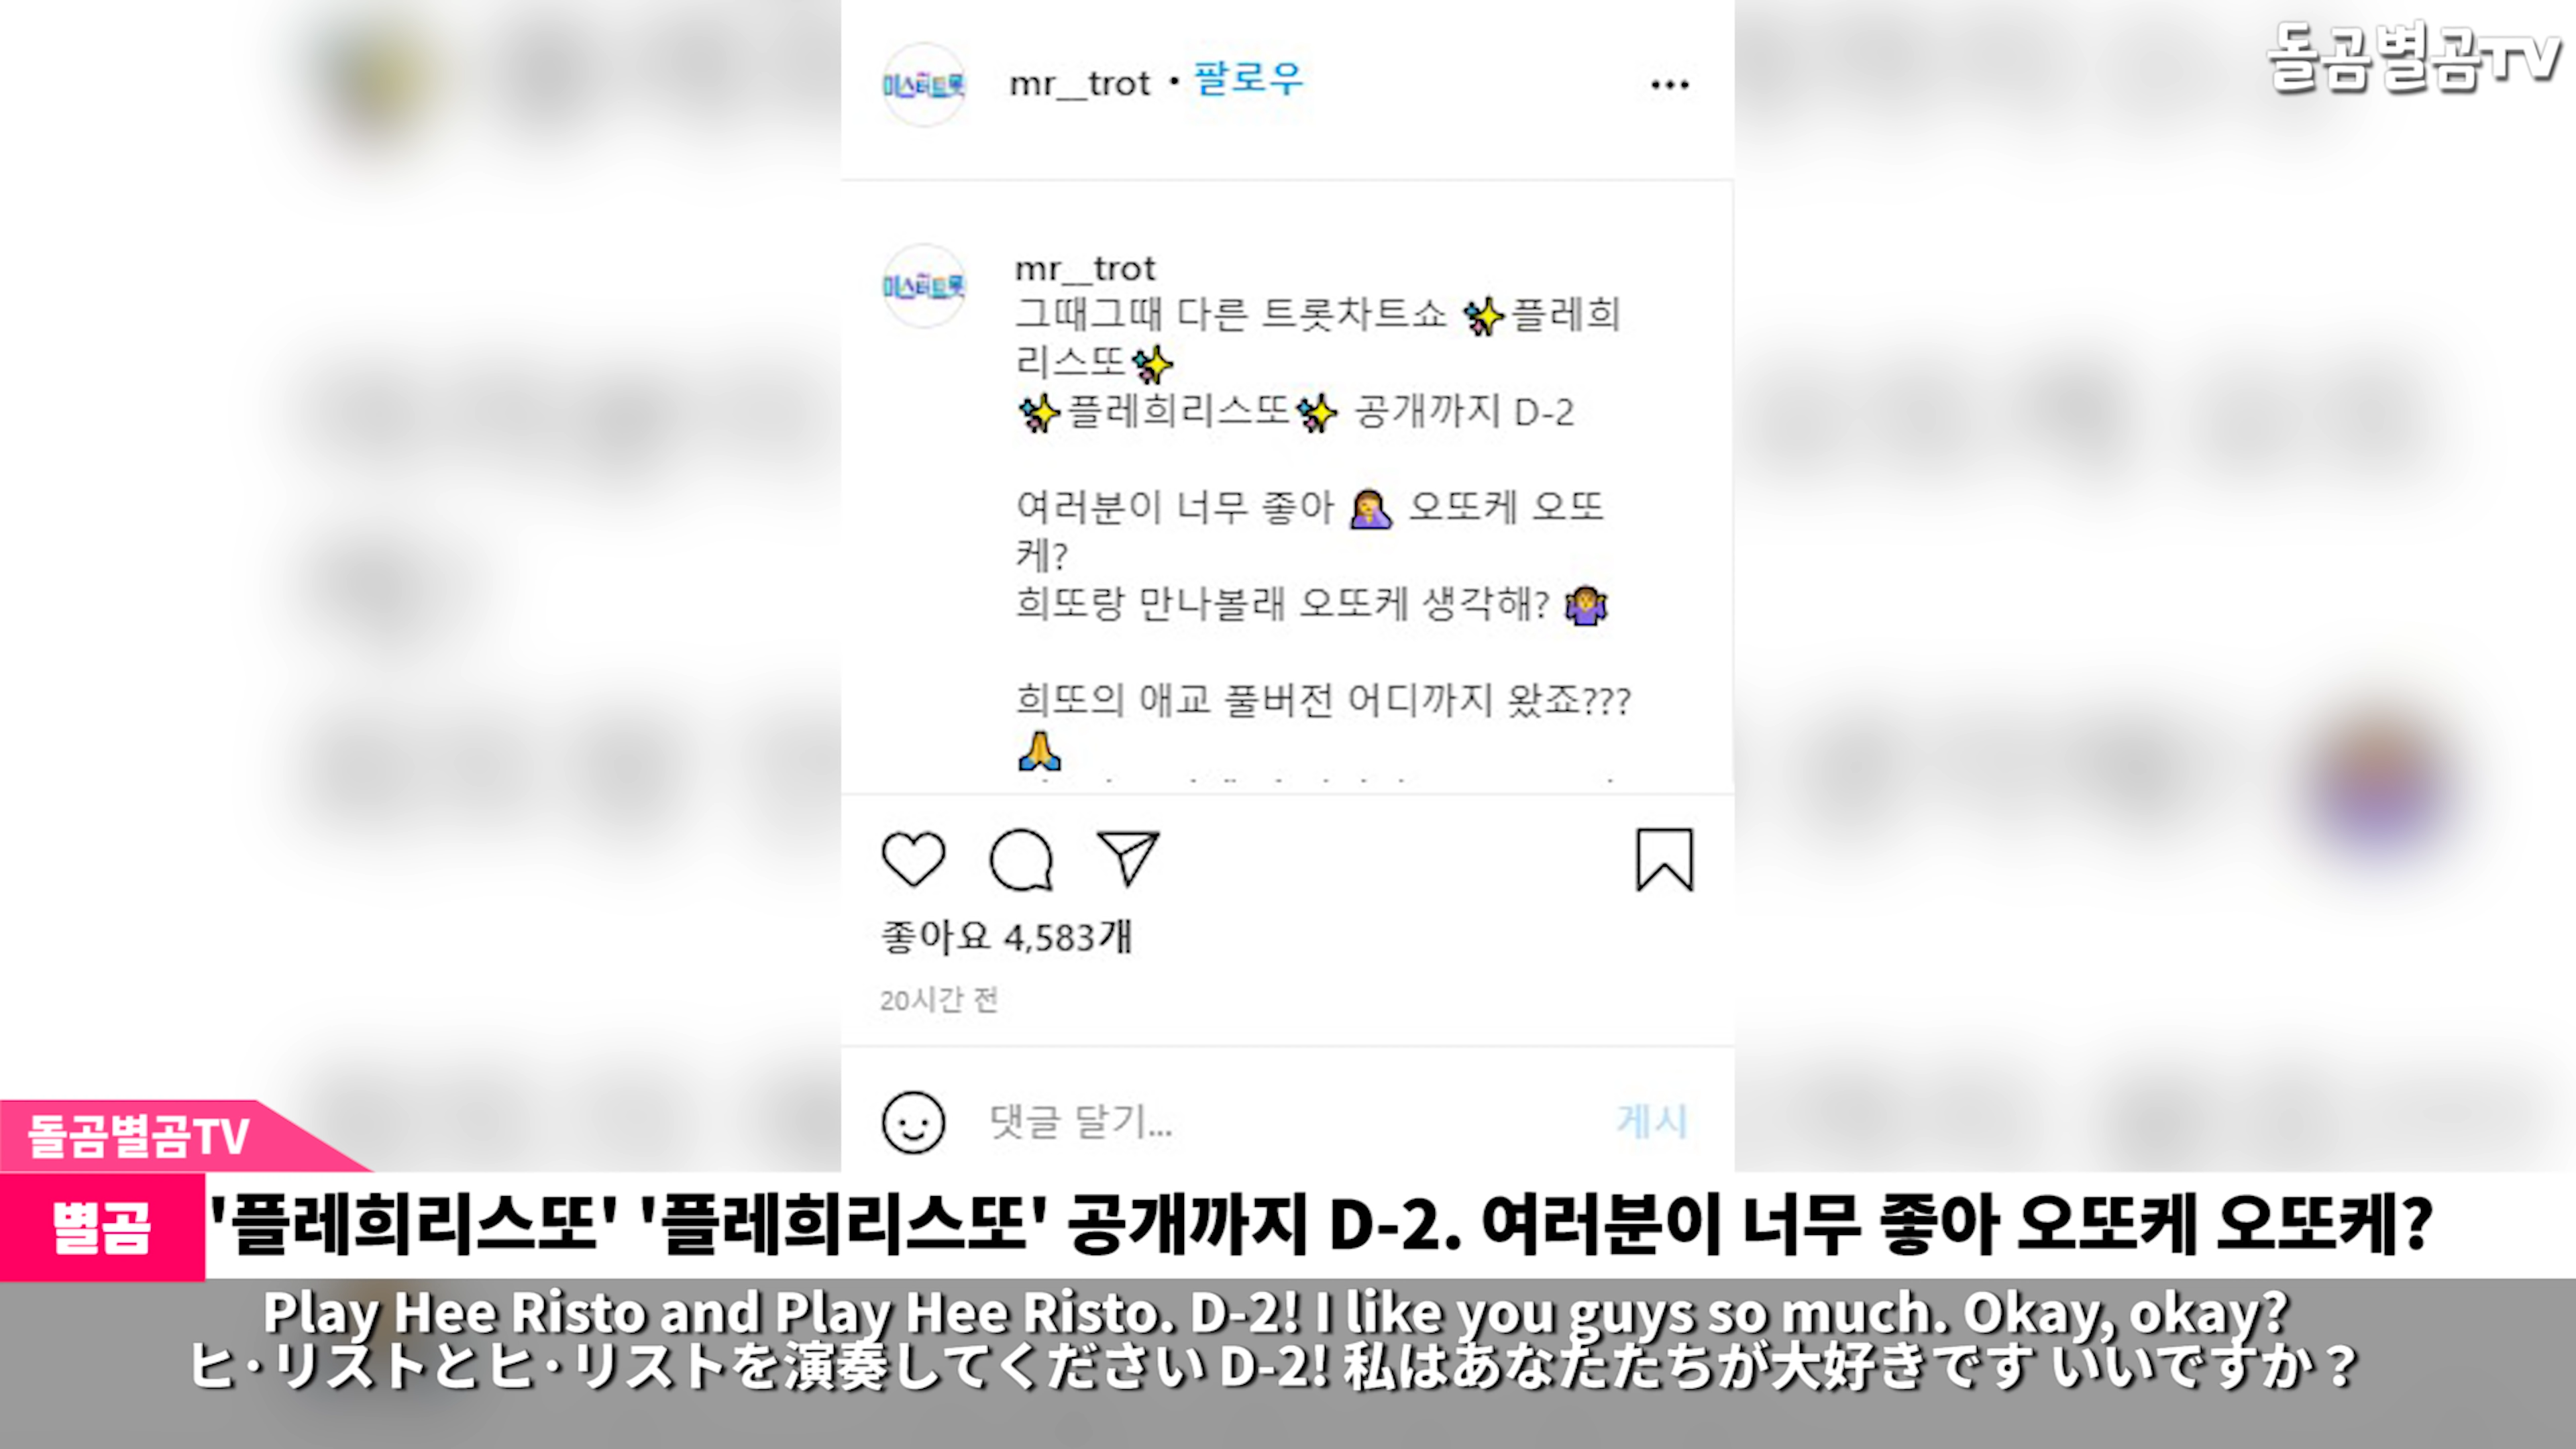 돌곰별곰TV
미스터트롯
mr__trot • 팔로우
미스터트롯
mr__trot
그때그때 다른 트롯차트쇼 ✨플레희
리스또✨
✨플레희리스또✨ 공개까지 D-2
여러분이 너무 좋아 🤦‍♀️ 오또케 오또
케?
희또랑 만나볼래 오또케 생각해? 🤷‍♀️
희또의 애교 풀버전 어디까지 왔죠???
🙏
좋아요 4,583개
20시간 전
댓글 달기...
게시
돌곰별곰TV
별곰
'플레희리스또' '플레희리스또' 공개까지 D-2. 여러분이 너무 좋아 오또케 오또케?
Play Hee Risto and Play Hee Risto. D-2! I like you guys so much. Okay, okay?
ヒ·リストとヒ·リストを演奏してください D-2! 私はあなたたちが大好きです いいですか？